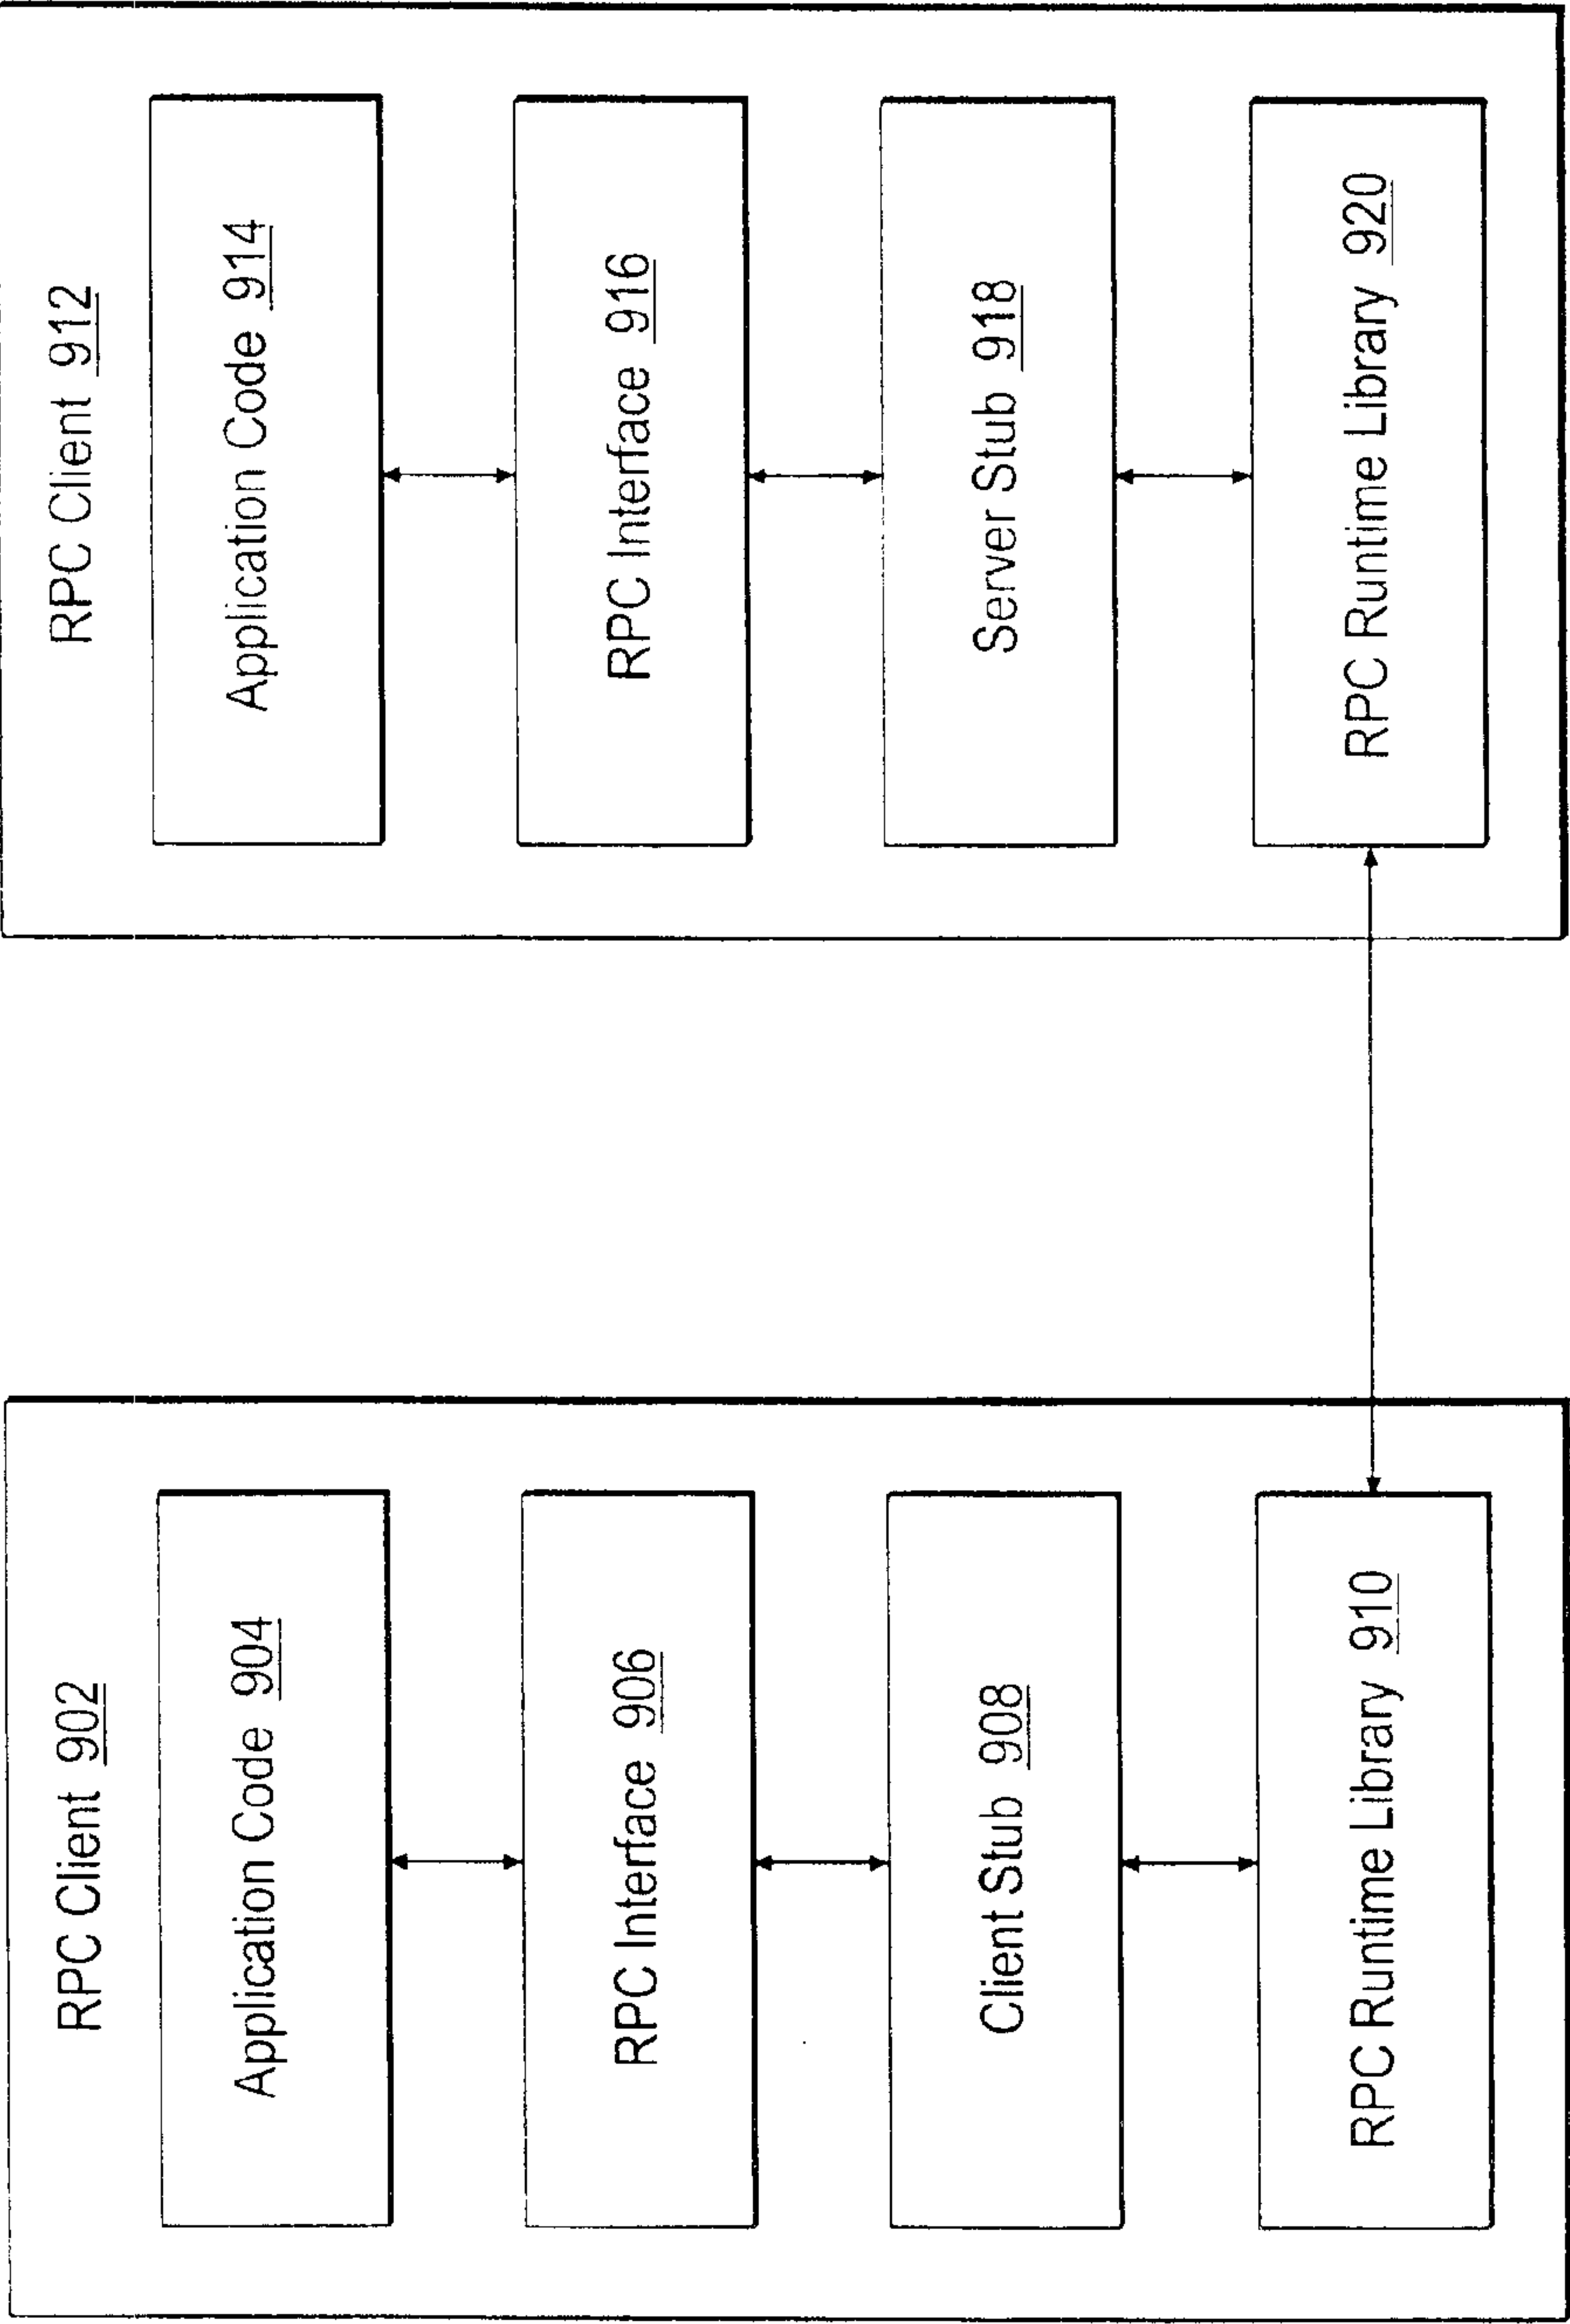 RPC Client 902
Application Code 904
RPC Interface 906
Client Stub 908
RPC Runtime Library 910
RPC Client 912
Application Code 914
RPC Interface 916
Server Stub 918
RPC Runtime Library 920